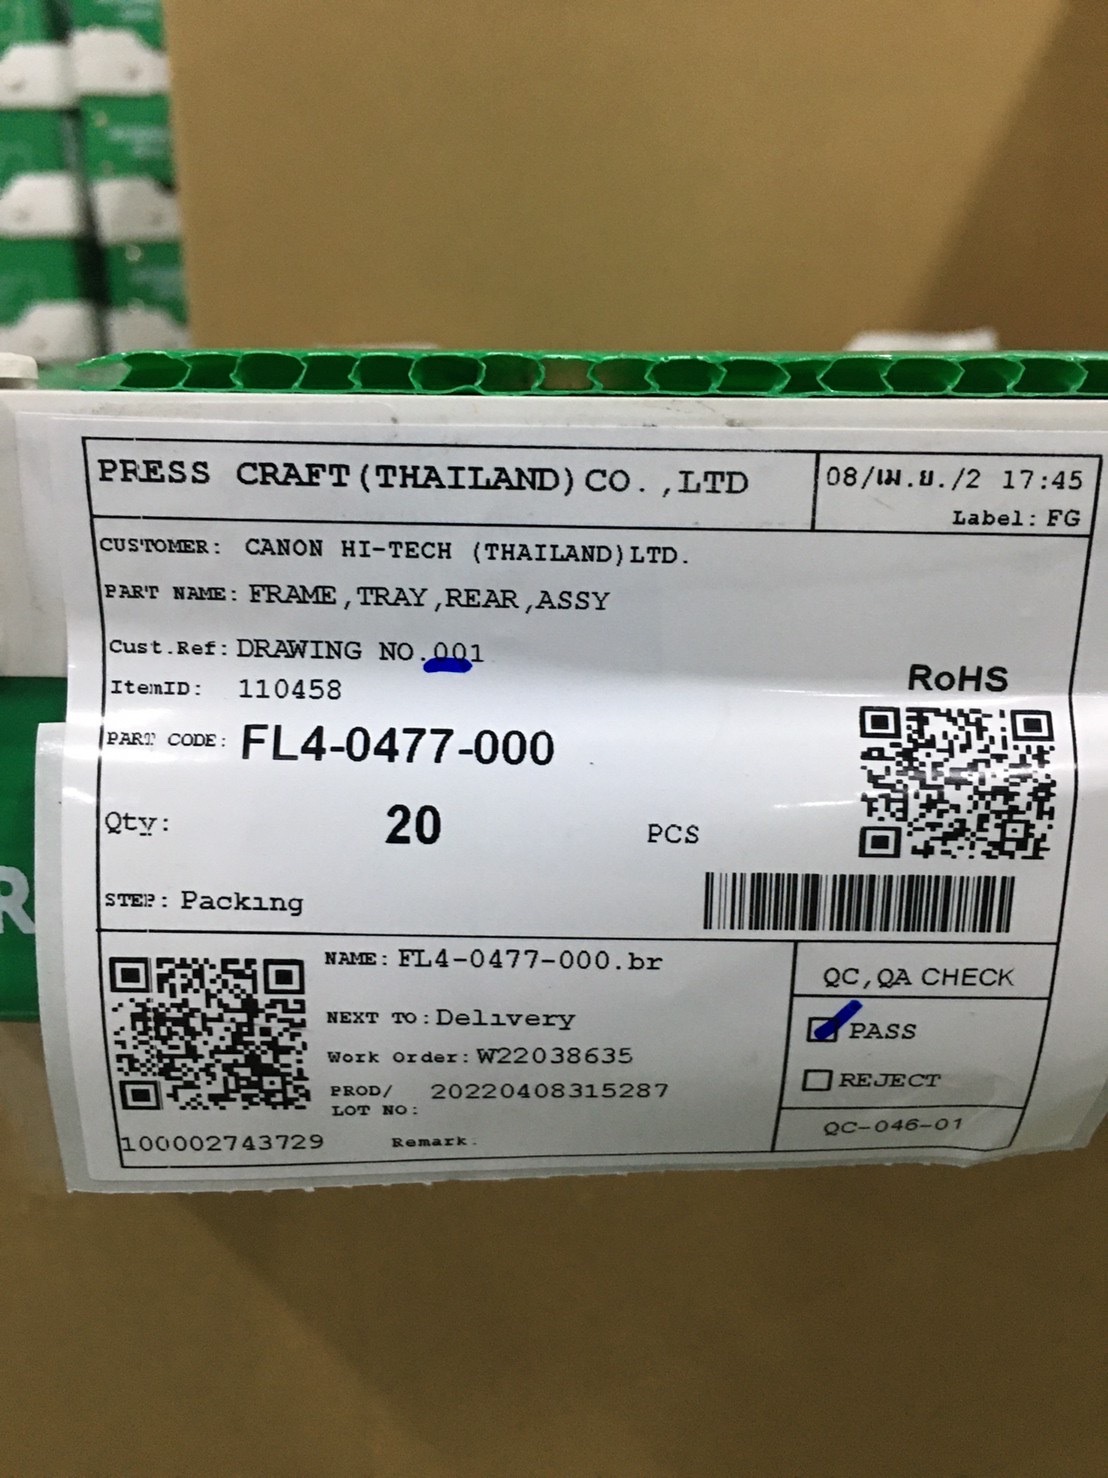 PRESS CRAFT(THAILAND)CO.,LTD
08/เม.ย./2 17:45
Label: FG
CUSTOMER: CANON HI-TECH (THAILAND)LTD.
PART NAME: FRAME,TRAY,REAR,ASSY
Cust.Ref: DRAWING NO.001
ItemID: 110458
RoHS
PART CODE: FL4-0477-000
Qty: 20 PCS
STEP: Packing
NAME: FL4-0477-000.br
NEXT TO: Delivery
Work Order: W22038635
PROD/ 20220408315287
LOT NO:
100002743729 Remark.
QC,QA CHECK
PASS
REJECT
QC-046-01
R